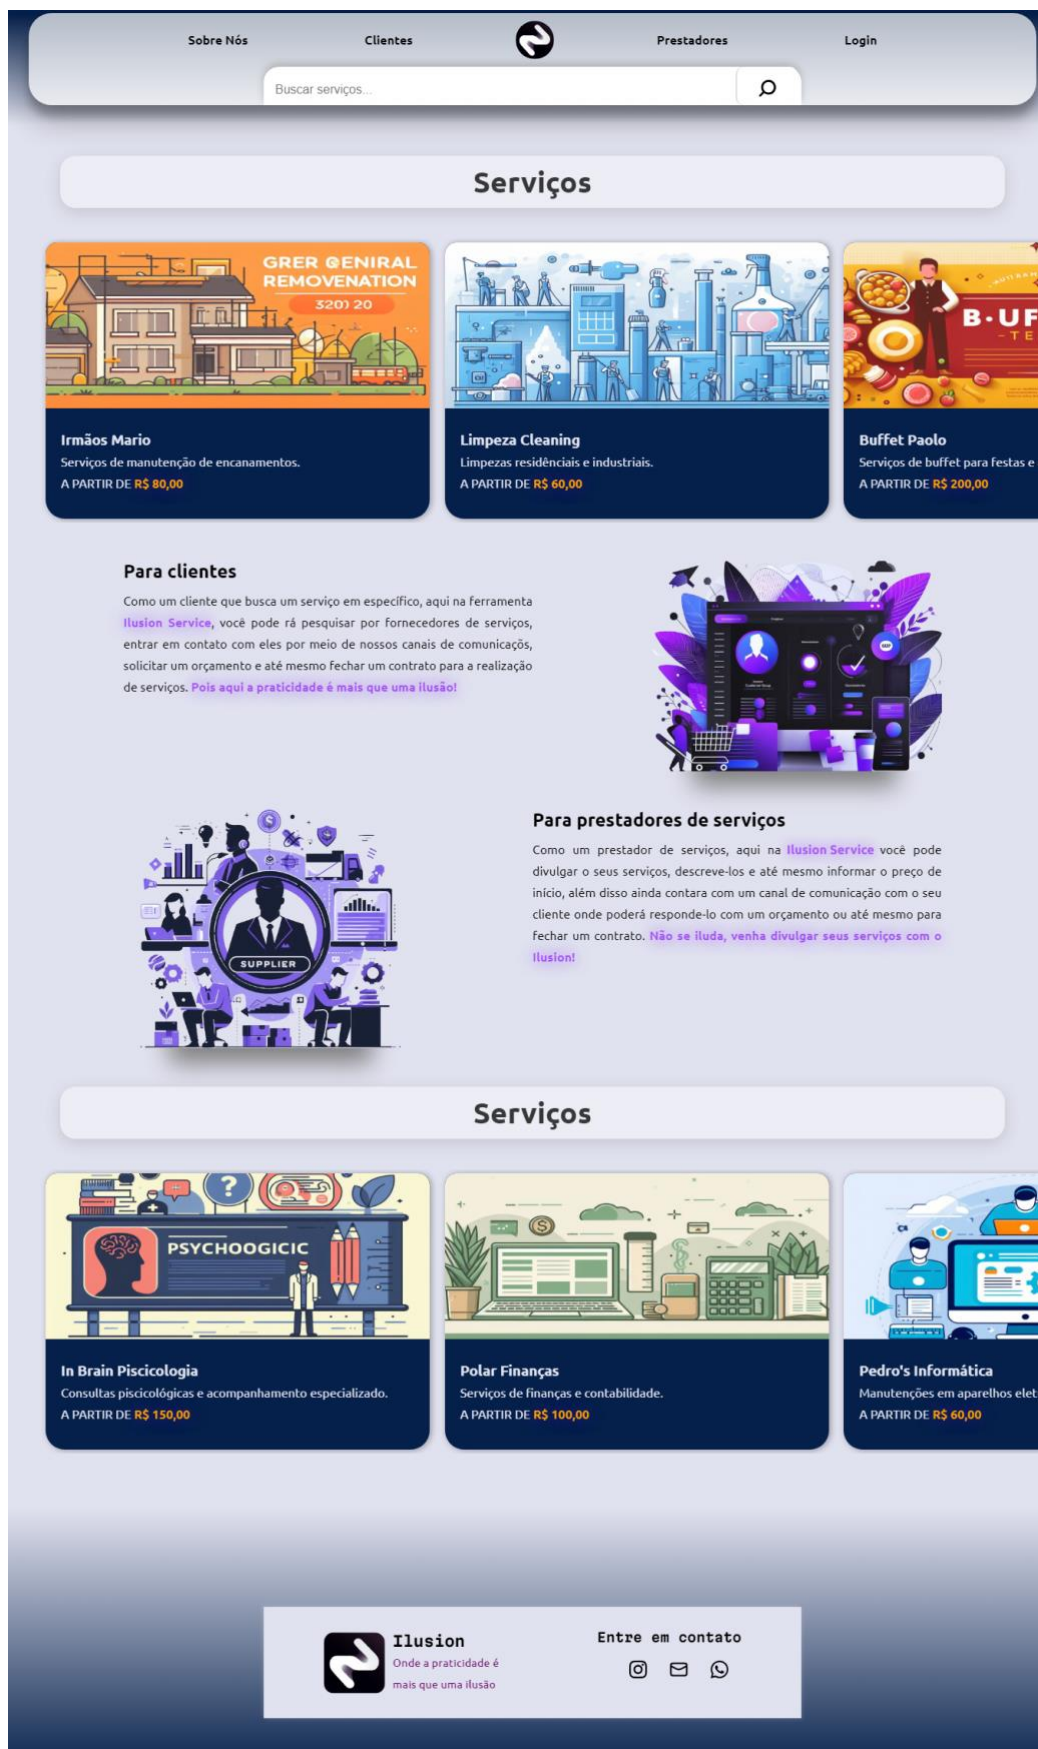 Sobre Nós
Clientes
Prestadores
Login
Buscar serviços...
Serviços
GRER GENIRAL
REMOVENATION
320) 20
B·UF
-TE
Irmãos Mario
Serviços de manutenção de encanamentos.
A PARTIR DE R$ 80,00
Limpeza Cleaning
Limpezas residênciais e industriais.
A PARTIR DE R$ 60,00
Buffet Paolo
Serviços de buffet para festas e
A PARTIR DE R$ 200,00
Para clientes
Como um cliente que busca um serviço em específico, aqui na ferramenta
Ilusion Service, você pode rá pesquisar por fornecedores de serviços,
entrar em contato com eles por meio de nossos canais de comunicaçõs,
solicitar um orçamento e até mesmo fechar um contrato para a realização
de serviços. Pois aqui a praticidade é mais que uma ilusão!
SUPPLIER
Para prestadores de serviços
Como um prestador de serviços, aqui na Ilusion Service você pode
divulgar o seus serviços, descreve-los e até mesmo informar o preço de
início, além disso ainda contara com um canal de comunicação com o seu
cliente onde poderá responde-lo com um orçamento ou até mesmo para
fechar um contrato. Não se iluda, venha divulgar seus serviços com o
Ilusion!
Serviços
PSYCHOOGICIC
In Brain Piscicologia
Consultas piscicológicas e acompanhamento especializado.
A PARTIR DE R$ 150,00
Polar Finanças
Serviços de finanças e contabilidade.
A PARTIR DE R$ 100,00
Pedro's Informática
Manutenções em aparelhos elet
A PARTIR DE R$ 60,00
Ilusion
Onde a praticidade é
mais que uma ilusão
Entre em contato